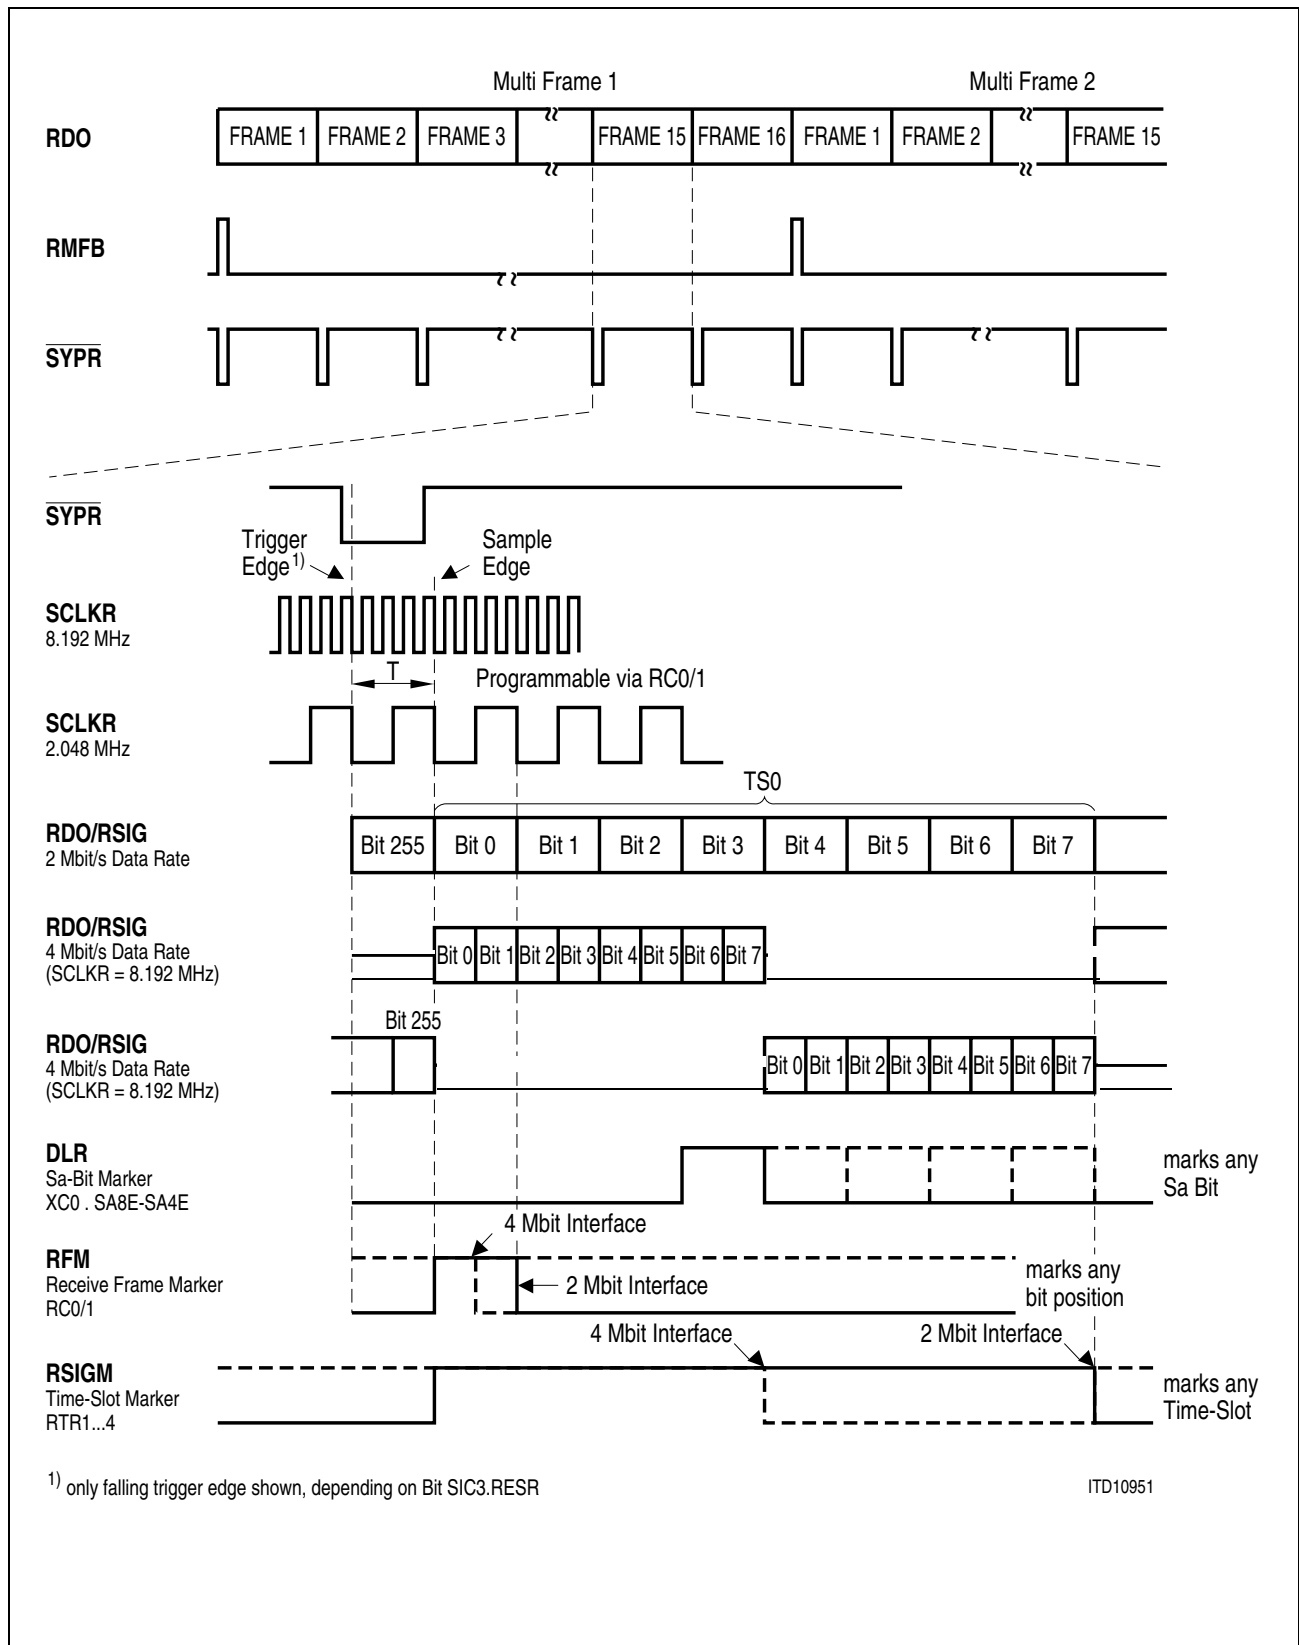 Multi Frame 1 Multi Frame 2
RDO FRAME 1 FRAME 2 FRAME 3 FRAME 15 FRAME 16 FRAME 1 FRAME 2 FRAME 15
RMFB
SYPR
SYPR
Trigger
Edge 1)
Sample
Edge
SCLKR
8.192 MHz
T Programmable via RC0/1
SCLKR
2.048 MHz
TS0
RDO/RSIG
2 Mbit/s Data Rate
Bit 255 Bit 0 Bit 1 Bit 2 Bit 3 Bit 4 Bit 5 Bit 6 Bit 7
RDO/RSIG
4 Mbit/s Data Rate
(SCLKR = 8.192 MHz)
Bit 0 Bit 1 Bit 2 Bit 3 Bit 4 Bit 5 Bit 6 Bit 7
Bit 255
RDO/RSIG
4 Mbit/s Data Rate
(SCLKR = 8.192 MHz)
Bit 0 Bit 1 Bit 2 Bit 3 Bit 4 Bit 5 Bit 6 Bit 7
DLR
Sa-Bit Marker
XC0 . SA8E-SA4E
marks any
Sa Bit
4 Mbit Interface
RFM
Receive Frame Marker
RC0/1
2 Mbit Interface
marks any
bit position
4 Mbit Interface 2 Mbit Interface
RSIGM
Time-Slot Marker
RTR1...4
marks any
Time-Slot
1) only falling trigger edge shown, depending on Bit SIC3.RESR
ITD10951